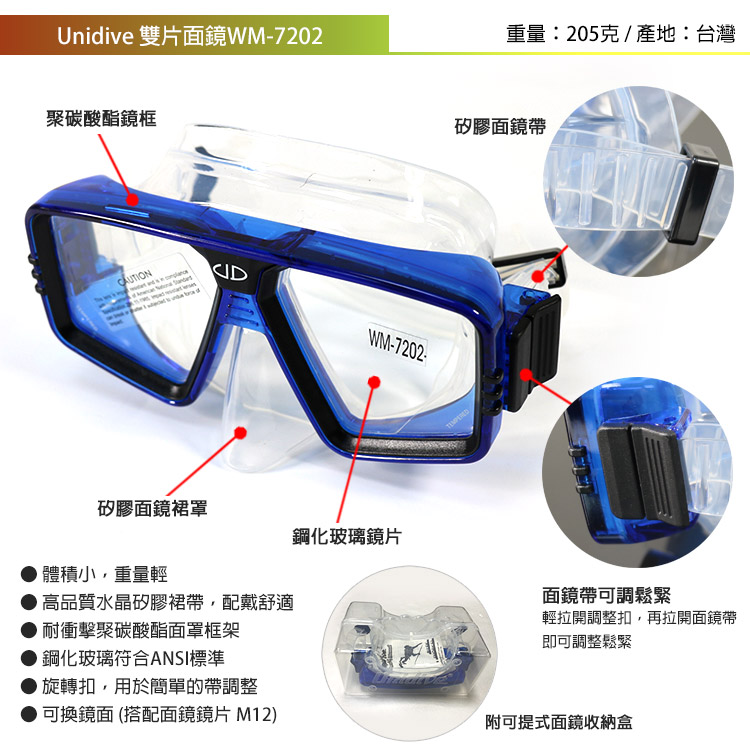 Unidive 雙片面鏡WM-7202
重量：205克 / 產地：台灣
聚碳酸酯鏡框
矽膠面鏡帶
CAUTION
WM-7202-
TEMPERED
矽膠面鏡裙罩
鋼化玻璃鏡片
面鏡帶可調鬆緊
輕拉開調整扣，再拉開面鏡帶
即可調整鬆緊
● 體積小，重量輕
● 高品質水晶矽膠裙帶，配戴舒適
● 耐衝擊聚碳酸酯面罩框架
● 鋼化玻璃符合ANSI標準
● 旋轉扣，用於簡單的帶調整
● 可換鏡面 (搭配面鏡鏡片 M12)
附可提式面鏡收納盒